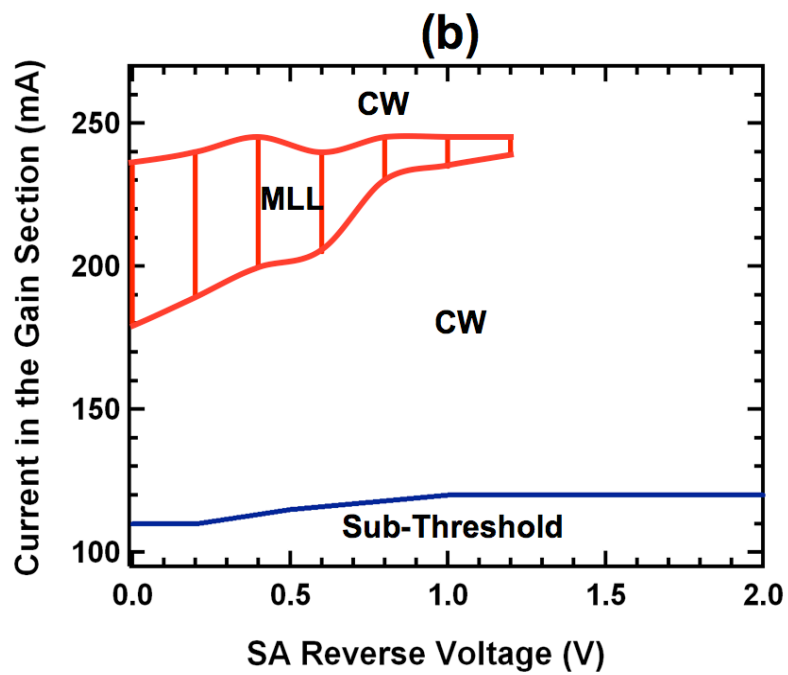 (b)
Current in the Gain Section (mA)
250
200
150
100
CW
MLL
CW
Sub-Threshold
0.0 0.5 1.0 1.5 2.0
SA Reverse Voltage (V)